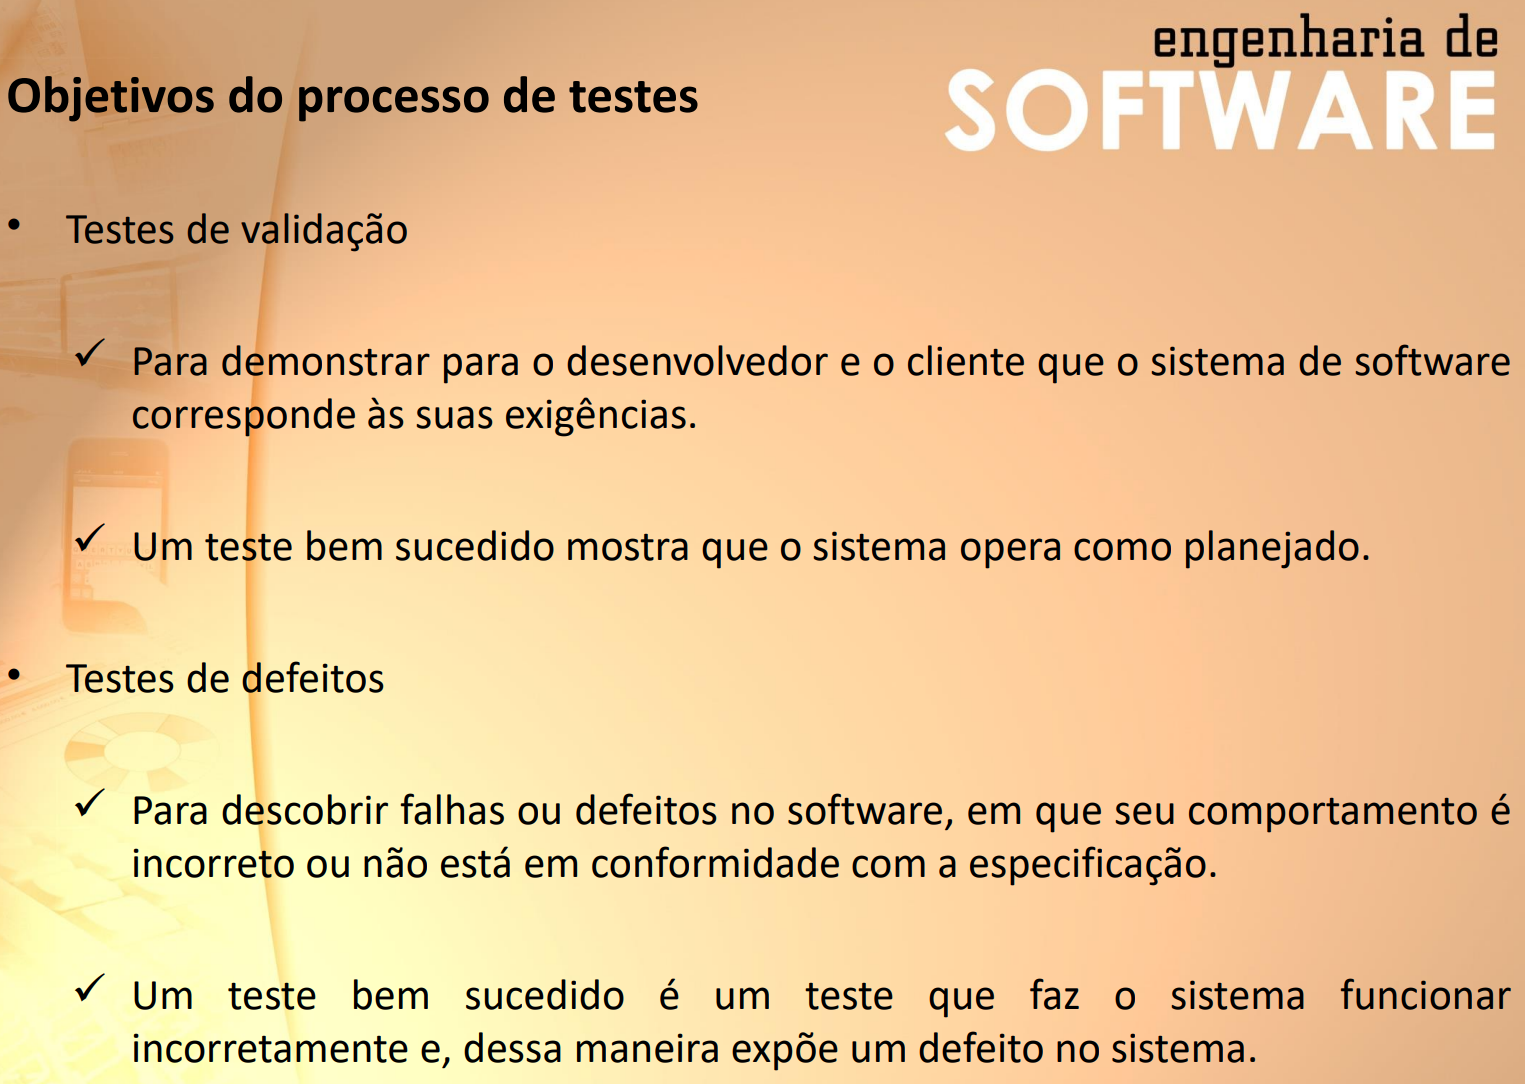 engenharia de
SOFTWARE
Objetivos do processo de testes
• Testes de validação
✓ Para demonstrar para o desenvolvedor e o cliente que o sistema de software
corresponde às suas exigências.
✓ Um teste bem sucedido mostra que o sistema opera como planejado.
• Testes de defeitos
✓ Para descobrir falhas ou defeitos no software, em que seu comportamento é
incorreto ou não está em conformidade com a especificação.
✓ Um teste bem sucedido é um teste que faz o sistema funcionar
incorretamente e, dessa maneira expõe um defeito no sistema.